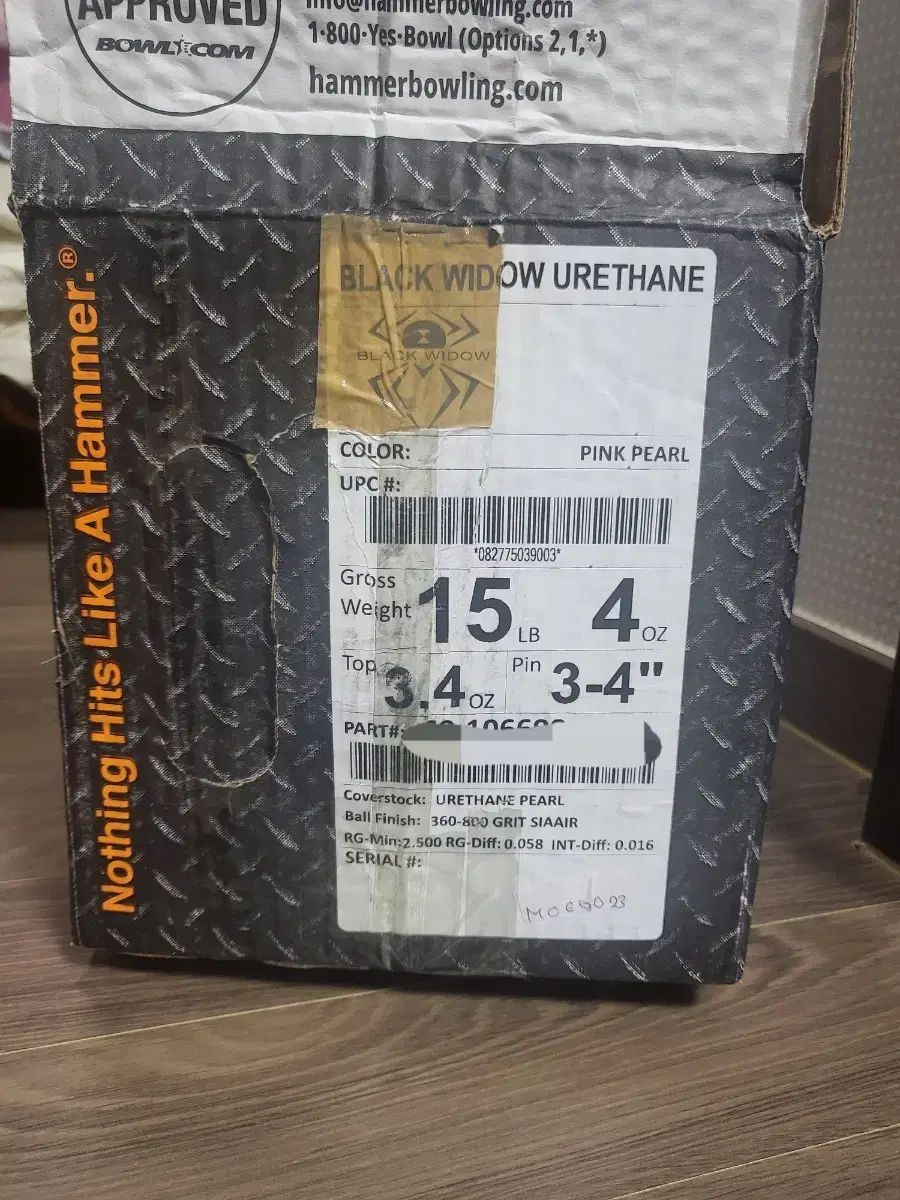 APPROVED
BOWL.COM
info@hammerbowling.com
1·800·Yes·Bowl (Options 2,1,*)
hammerbowling.com
Nothing Hits Like A Hammer.®
BLACK WIDOW URETHANE
BLACK WIDOW
COLOR: PINK PEARL
UPC #:
*082775039003*
Gross Weight 15 LB 4 OZ
Top 3.4 OZ Pin 3-4"
PART#:
Coverstock: URETHANE PEARL
Ball Finish: 360-800 GRIT SIAAIR
RG-Min:2.500 RG-Diff: 0.058 INT-Diff: 0.016
SERIAL #: